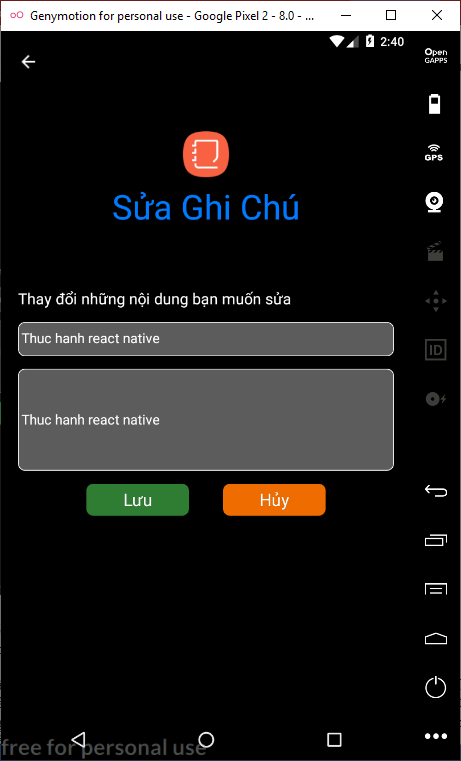 Genymotion for personal use - Google Pixel 2 - 8.0 - ...
2:40
Open
GAPPS
GPS
Sửa Ghi Chú
Thay đổi những nội dung bạn muốn sửa
Thuc hanh react native
ID
Thuc hanh react native
Lưu Hủy
free for personal use